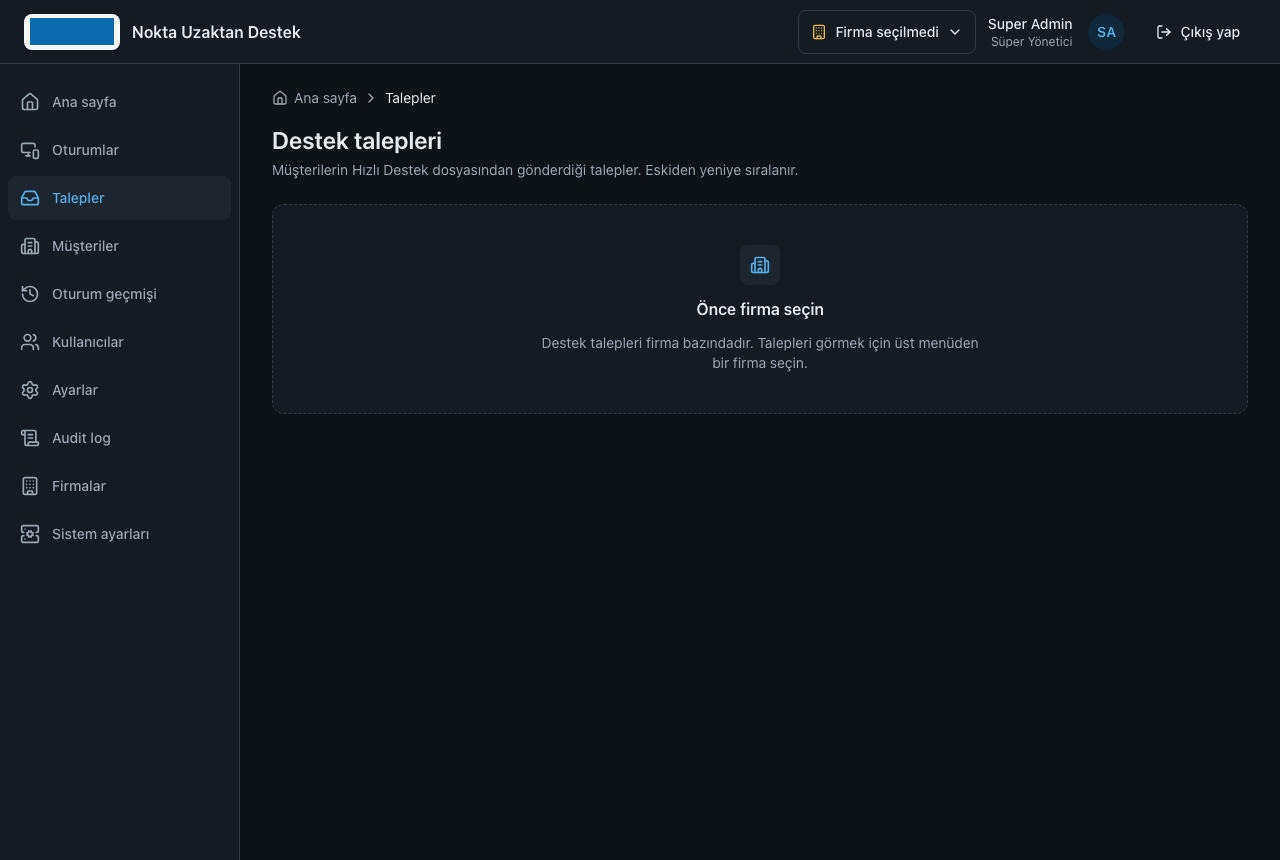 Nokta Uzaktan Destek
Firma seçilmedi
Super Admin
Süper Yönetici
SA
Çıkış yap
Ana sayfa
Oturumlar
Talepler
Müşteriler
Oturum geçmişi
Kullanıcılar
Ayarlar
Audit log
Firmalar
Sistem ayarları
Ana sayfa
Talepler
Destek talepleri
Müşterilerin Hızlı Destek dosyasından gönderdiği talepler. Eskiden yeniye sıralanır.
Önce firma seçin
Destek talepleri firma bazındadır. Talepleri görmek için üst menüden
bir firma seçin.